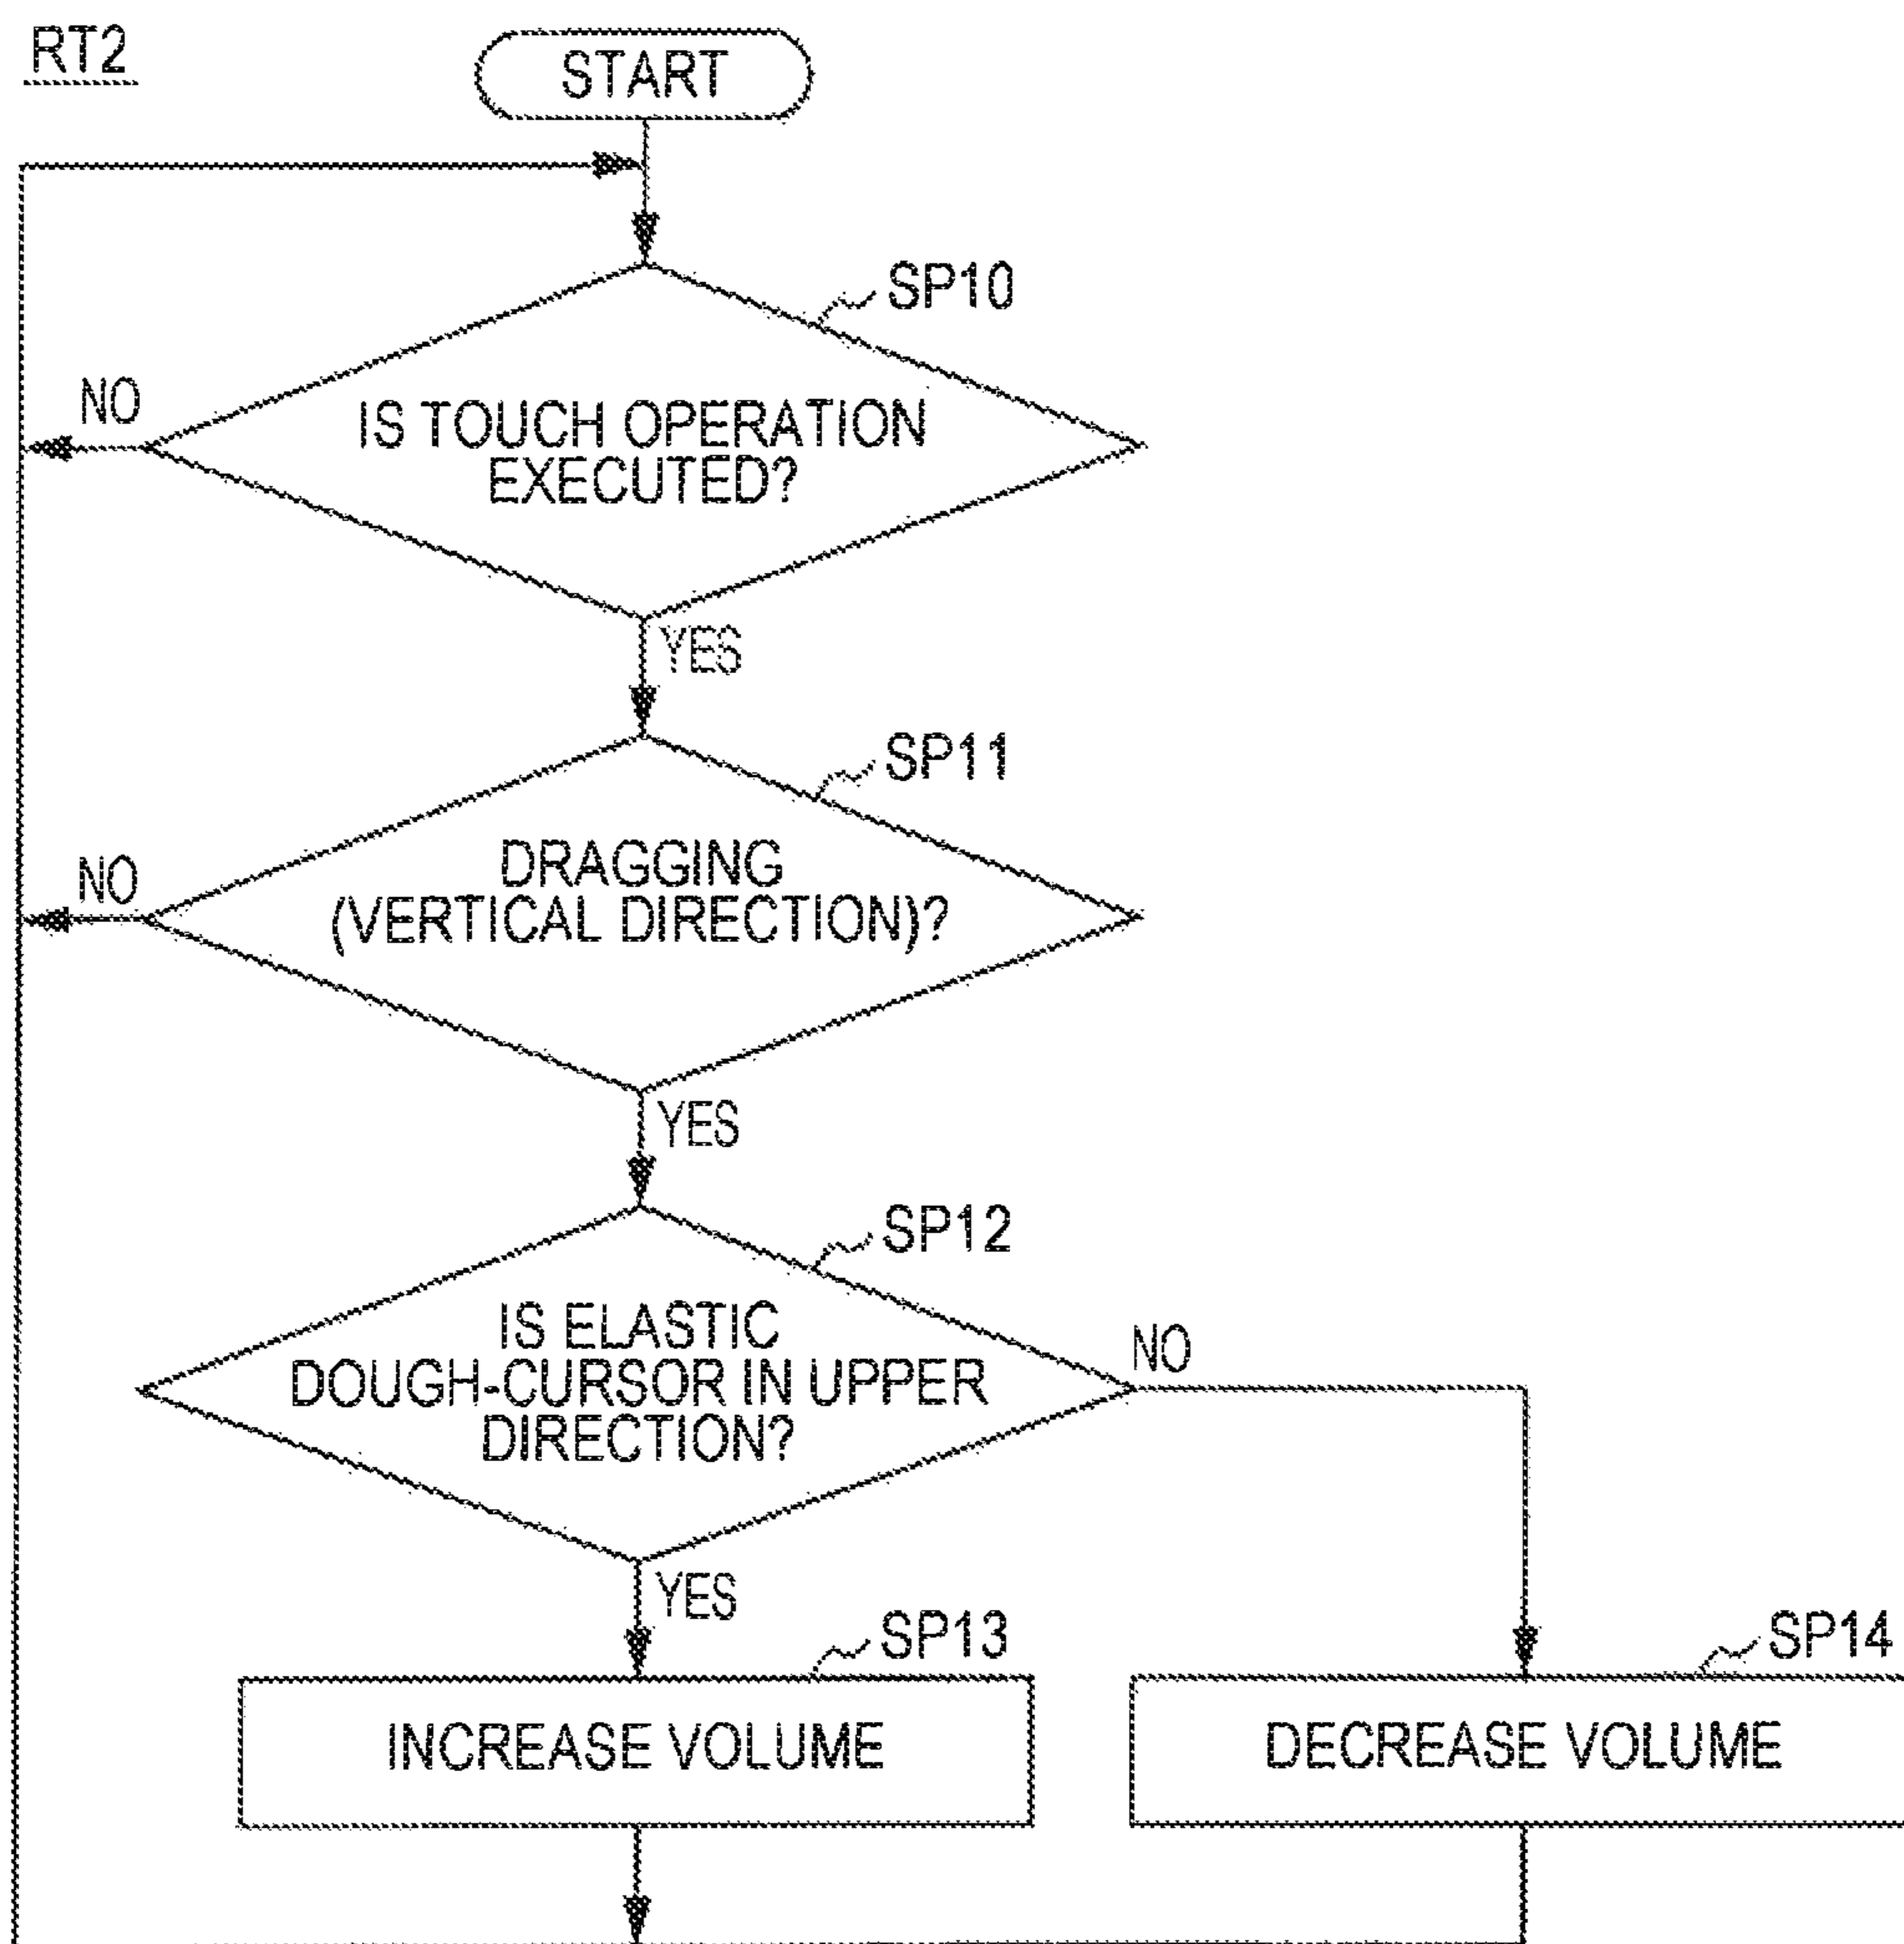 RT2
START
SP10
NO
IS TOUCH OPERATION
EXECUTED?
YES
SP11
NO
DRAGGING
(VERTICAL DIRECTION)?
YES
SP12
IS ELASTIC
DOUGH-CURSOR IN UPPER
DIRECTION?
NO
YES
SP13
SP14
INCREASE VOLUME
DECREASE VOLUME